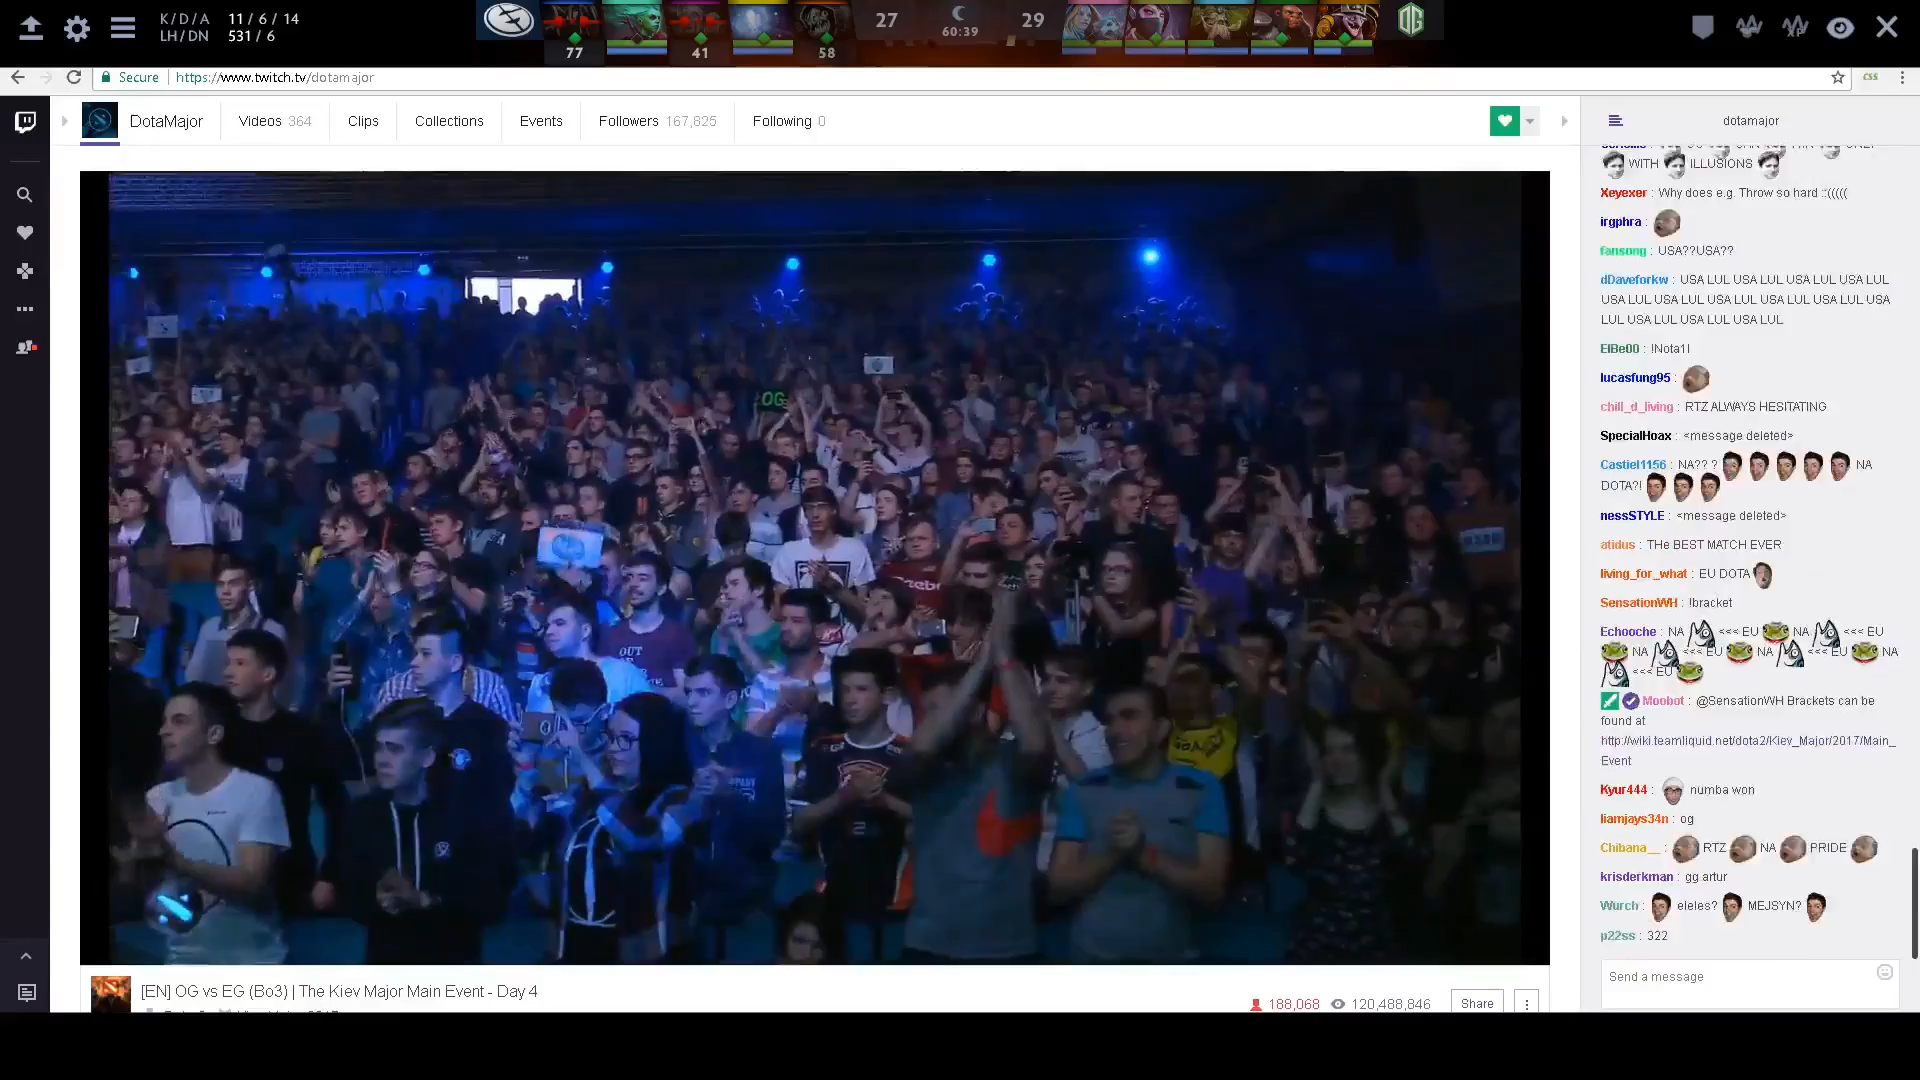 K/D/A 11/6/14
LH/DN 531/6
27
60:39
29
77
41
58
Secure https://www.twitch.tv/dotamajor
css
DotaMajor
Videos 364
Clips
Collections
Events
Followers 167,825
Following 0
dotamajor
WITH ILLUSIONS
Xeyexer : Why does e.g. Throw so hard :'(((((
irgphra :
fansong : USA??USA??
dDaveforkw : USA LUL USA LUL USA LUL USA LUL
USA LUL USA LUL USA LUL USA LUL USA LUL USA
LUL USA LUL USA LUL USA LUL
ElBe00 : !Nota1!
lucasfung95 :
chill_d_living : RTZ ALWAYS HESITATING
SpecialHoax : <message deleted>
Castiel1156 : NA?? ? NA
DOTA?!
nessSTYLE : <message deleted>
atidus : THe BEST MATCH EVER
living_for_what : EU DOTA
SensationWH : !bracket
Echooche : NA <<< EU NA <<< EU
NA <<< EU NA <<< EU NA
<<< EU
Moobot : @SensationWH Brackets can be
found at
http://wiki.teamliquid.net/dota2/Kiev_Major/2017/Main_
Event
Kyur444 : numba won
liamjays34n : og
Chibana__ : RTZ NA PRIDE
krisderkman : gg artur
Wurch : eleles? MEJSYN?
p22ss : 322
Send a message
OG
OUT
[EN] OG vs EG (Bo3) | The Kiev Major Main Event - Day 4
188,068
120,488,846
Share